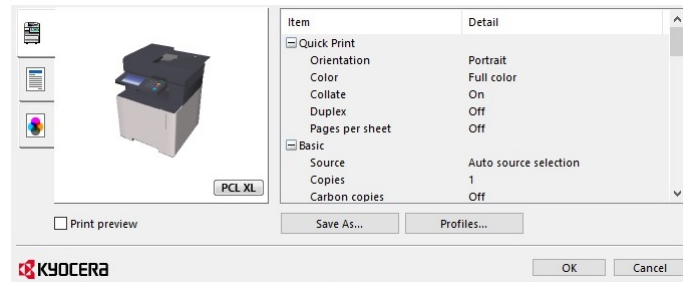 Item Detail
Quick Print
Orientation Portrait
Color Full color
Collate On
Duplex Off
Pages per sheet Off
Basic
Source Auto source selection
Copies 1
Carbon copies Off
PCL XL
Print preview
Save As... Profiles...
KYOCERA
OK Cancel